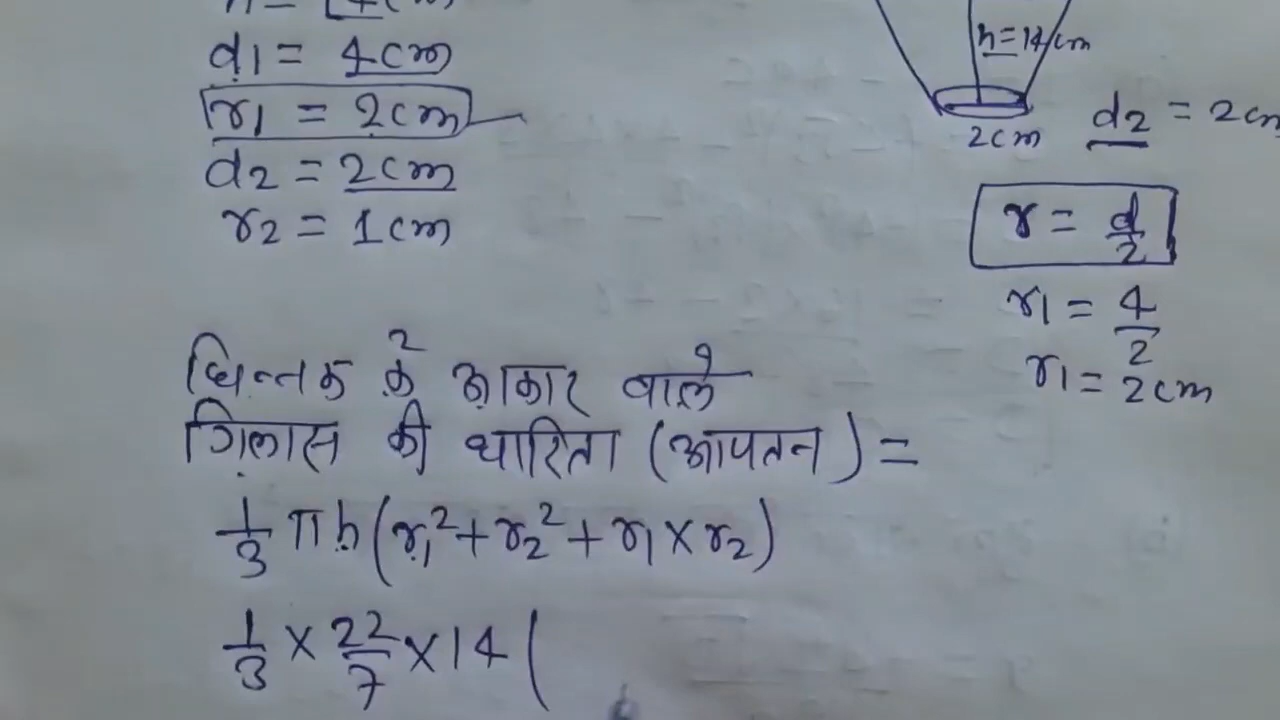 d1 = 4cm
r1 = 2cm
d2 = 2cm
r2 = 1cm
h=14cm
2cm
d2 = 2cm
r = d/2
r1 = 4/2
r1 = 2cm
छिन्नक के आकार वाले
गिलास की धारिता (आयतन) =
1/3 πh(r1²+r2²+r1×r2)
1/3 × 22/7 × 14 (